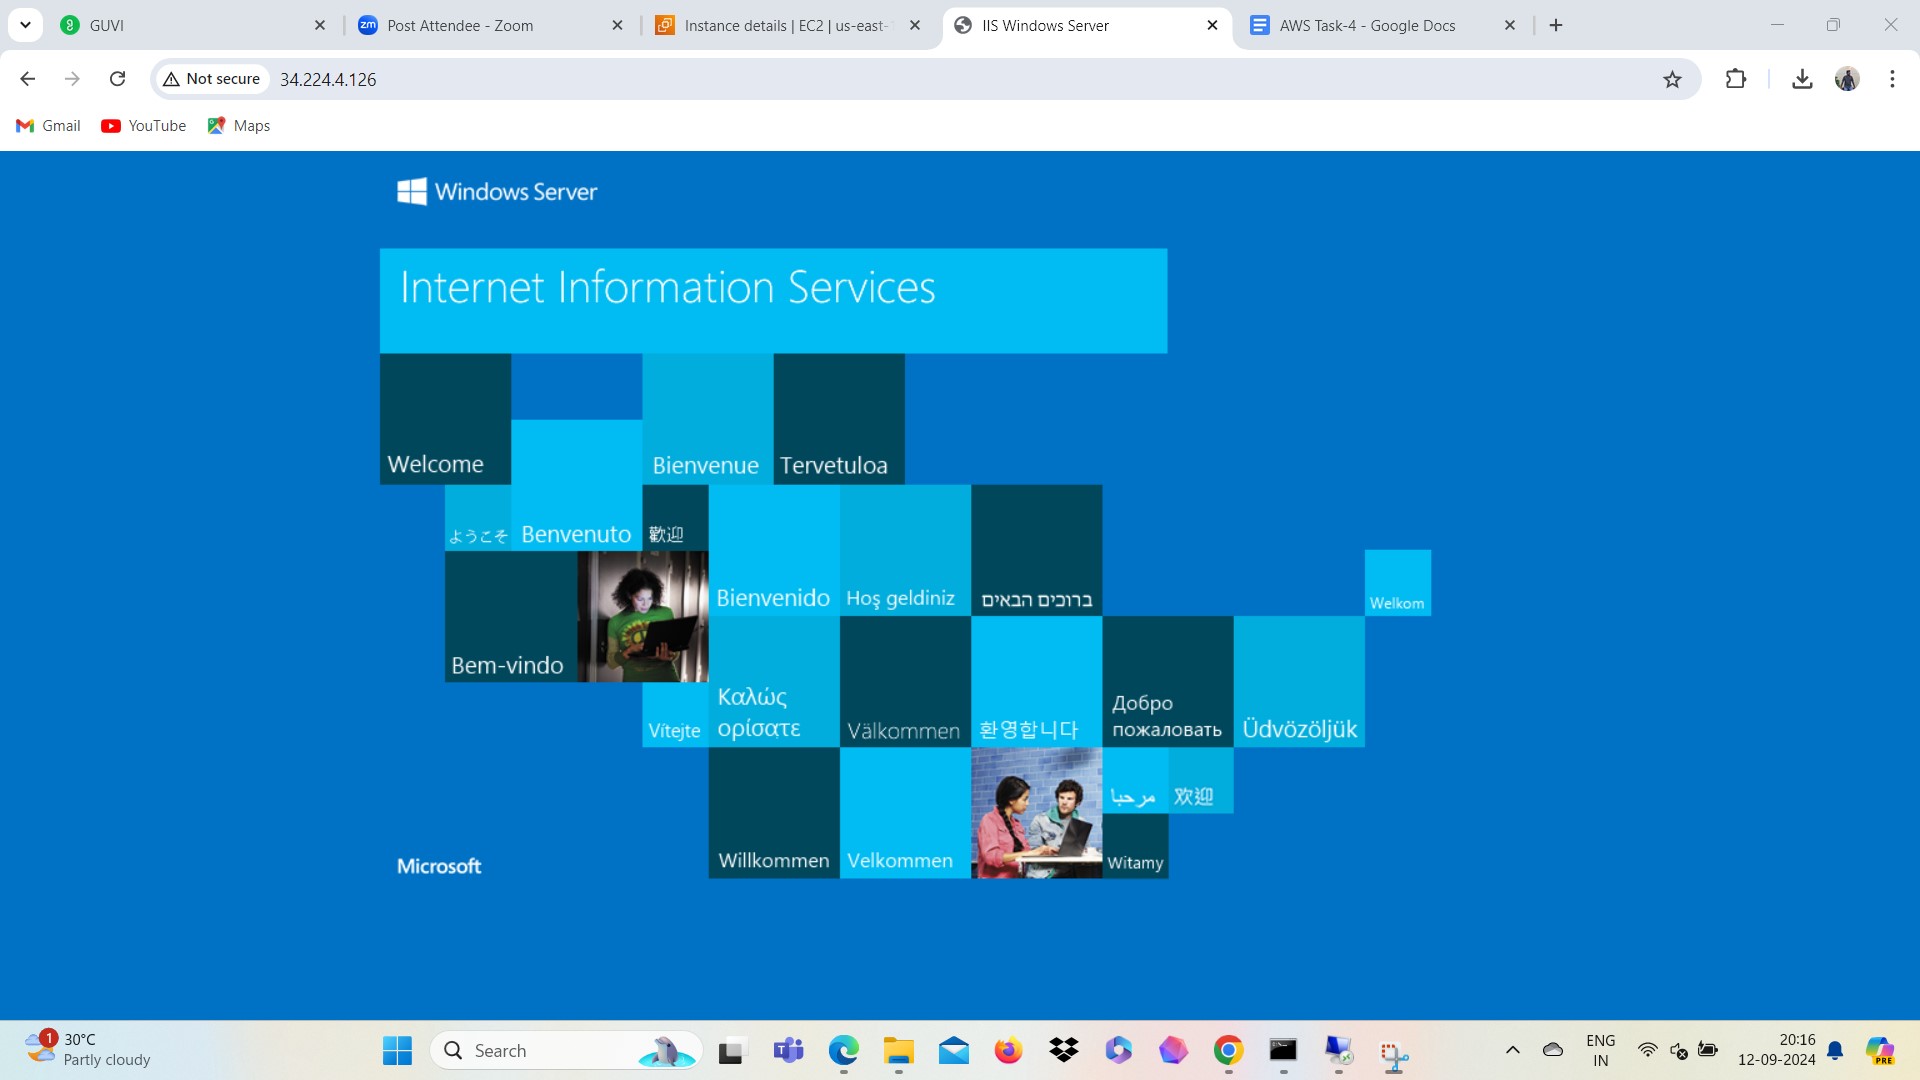 GUVI
Post Attendee - Zoom
Instance details | EC2 | us-east-
IIS Windows Server
AWS Task-4 - Google Docs
Not secure
34.224.4.126
Gmail
YouTube
Maps
Windows Server
Internet Information Services
Welcome
Bienvenue
Tervetuloa
ようこそ
Benvenuto
歡迎
Bienvenido
Hoş geldiniz
ברוכים הבאים
Welkom
Bem-vindo
Vítejte
Καλώς
ορίσατε
Välkommen
환영합니다
Добро
пожаловать
Üdvözöljük
مرحبا
欢迎
Microsoft
Willkommen
Velkommen
Witamy
1
30°C
Partly cloudy
Search
ENG
IN
20:16
12-09-2024
PRE